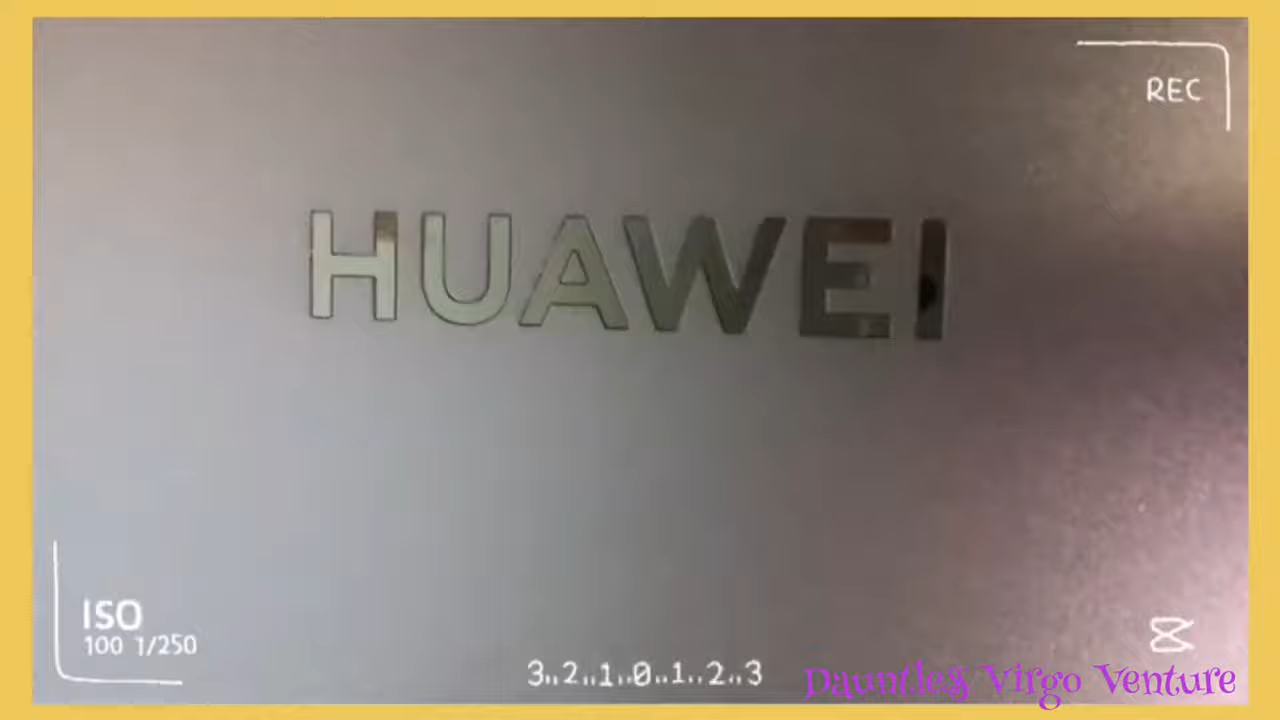 REC
HUAWEI
ISO
100 1/250
3..2..1..0..1..2..3
Dauntless Virgo Venture